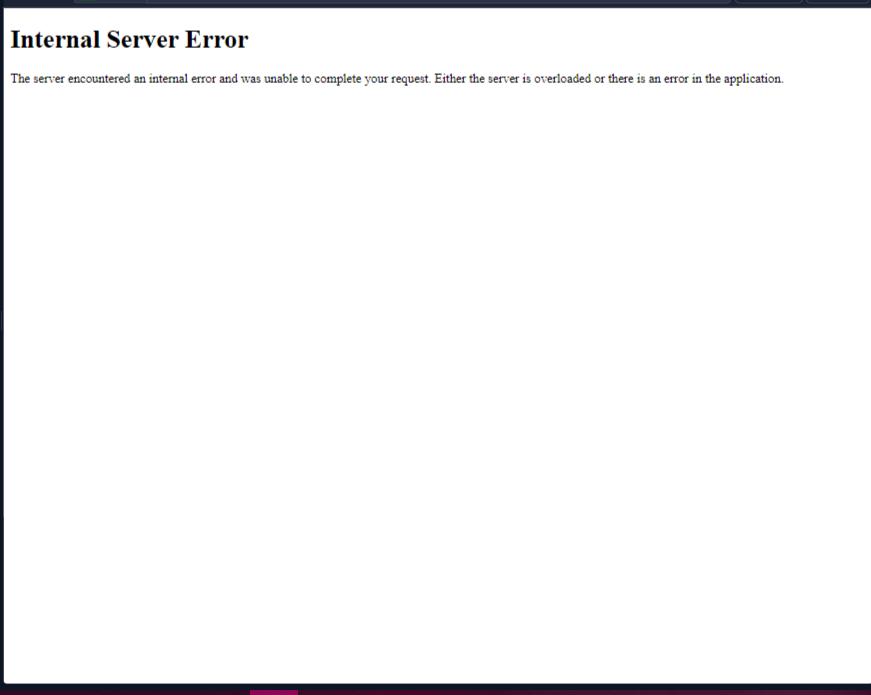 Internal Server Error
The server encountered an internal error and was unable to complete your request. Either the server is overloaded or there is an error in the application.